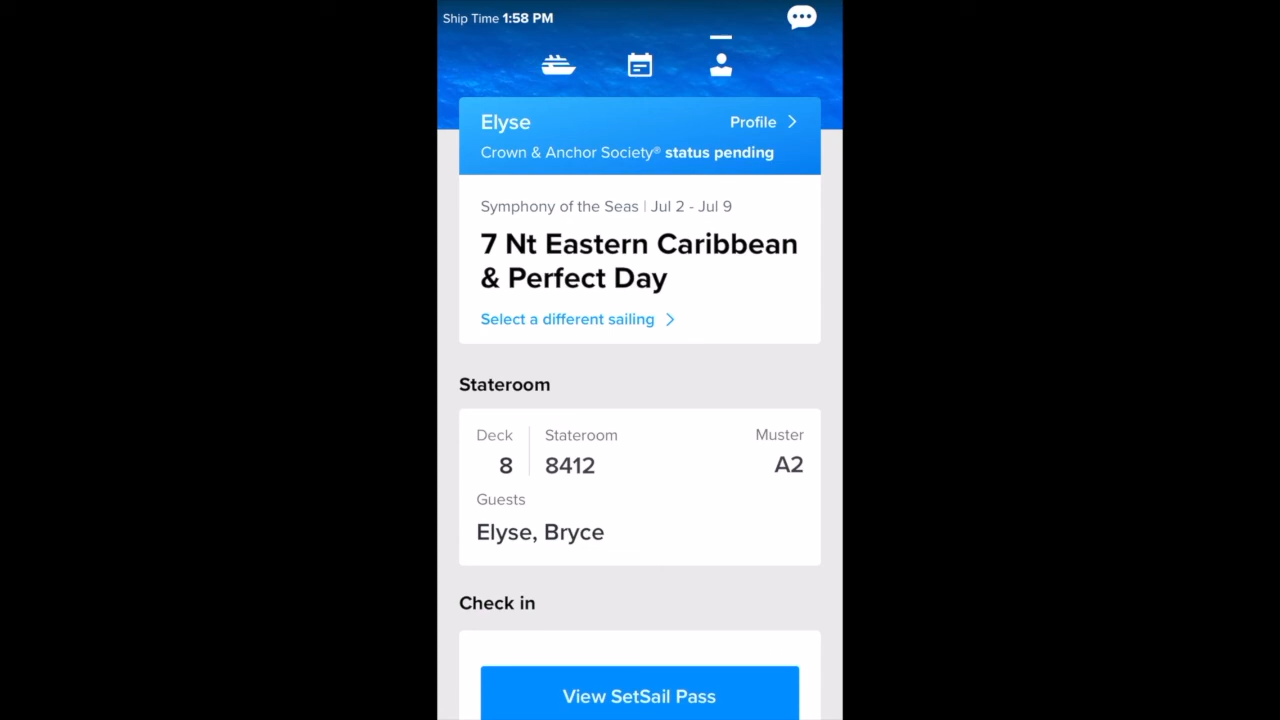 Ship Time 1:58 PM
Elyse
Profile
Crown & Anchor Society® status pending
Symphony of the Seas | Jul 2 - Jul 9
7 Nt Eastern Caribbean
& Perfect Day
Select a different sailing
Stateroom
Deck Stateroom Muster
8 8412 A2
Guests
Elyse, Bryce
Check in
View SetSail Pass